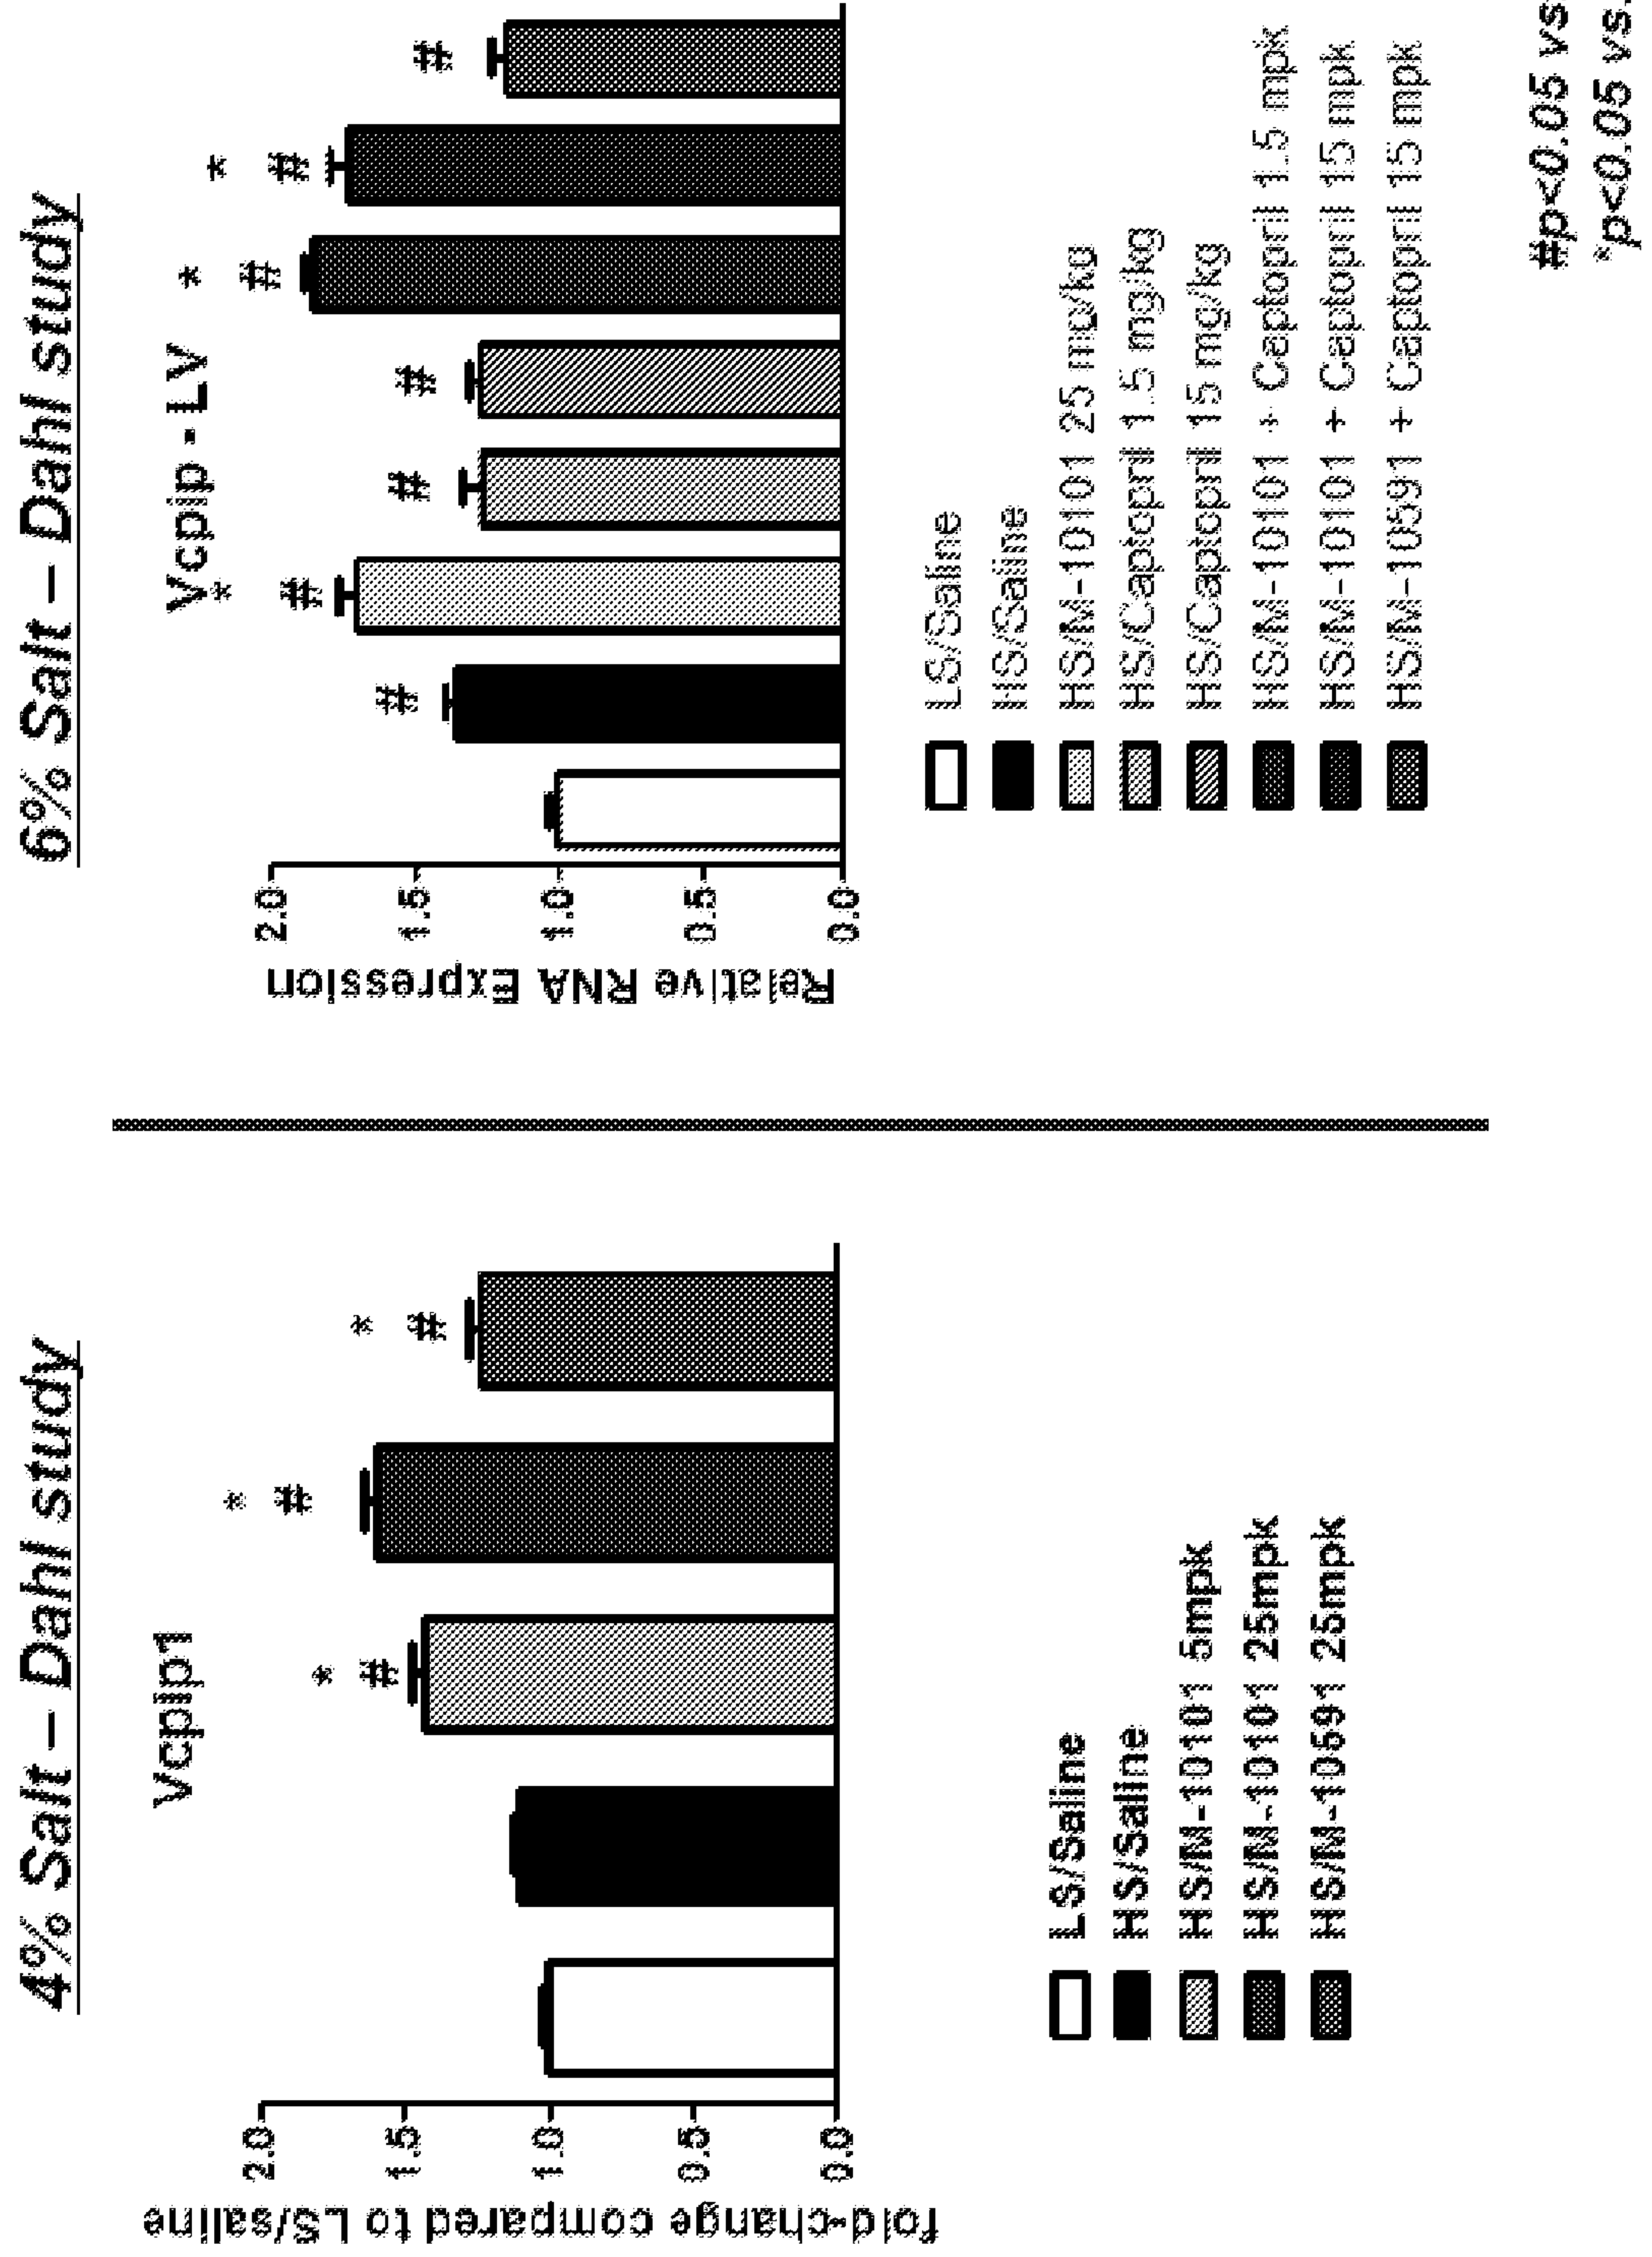 4% Salt – Dahl study
Vcpip1
fold-change compared to LS/saline
2.0
1.5
1.0
0.5
0.0
* #
* #
* #
LS/Saline
HS/Saline
HS/M-10101 5mpk
HS/M-10101 25mpk
HS/M-10591 25mpk
6% Salt – Dahl study
Vcpip - LV
Relative RNA Expression
2.0
1.5
1.0
0.5
0.0
#
* #
#
#
* #
* #
#
LS/Saline
HS/Saline
HS/M-10101 25 mg/kg
HS/Captopril 1.5 mg/kg
HS/Captopril 15 mg/kg
HS/M-10101 + Captopril 1.5 mpk
HS/M-10101 + Captopril 15 mpk
HS/M-10591 + Captopril 15 mpk
#p<0.05 vs
*p<0.05 vs.